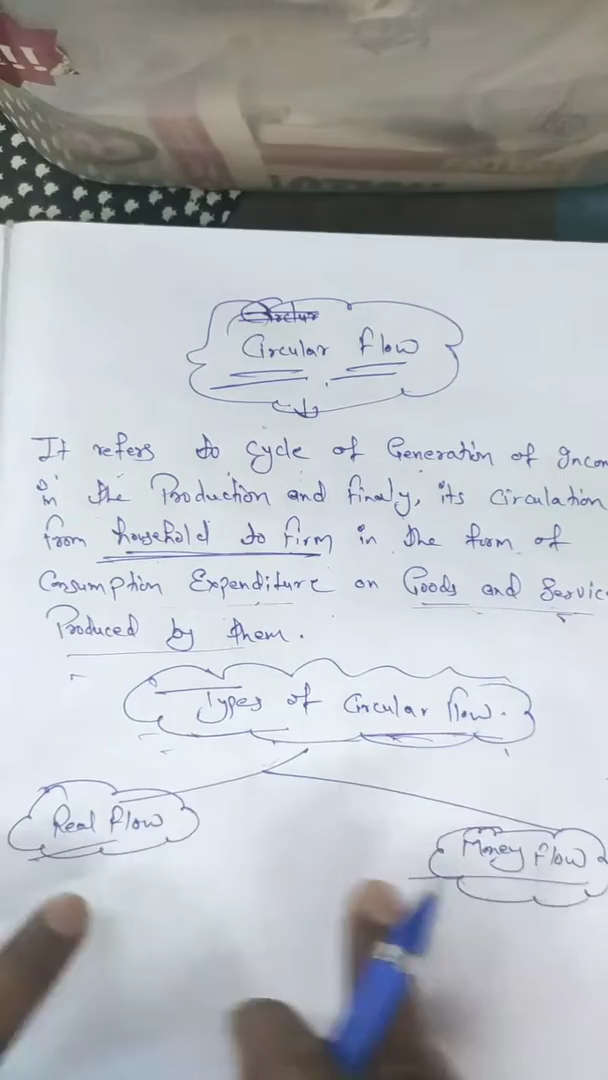 Circular Flow
It refers to Cycle of Generation of Incom
in the Production and Finaly, its Circulation
from household to firm in the form of
Consumption Expenditure on Goods and Servic
Produced by them.
Types of Circular flow.
Real Flow
Money Flow